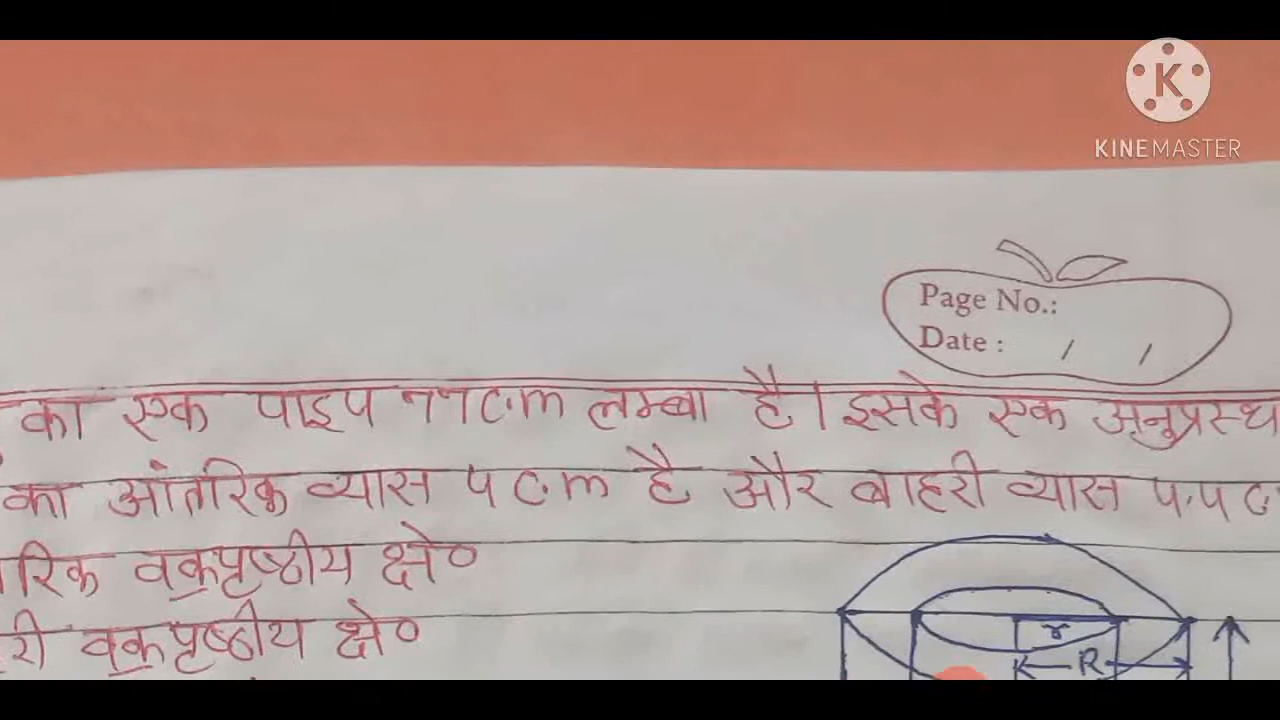 K
KINEMASTER
Page No.:
Date : / /
का एक पाइप 77 c.m लम्बा है। इसके एक अनुप्रस्थ
का आंतरिक व्यास 4 c.m है और बाहरी व्यास 4.4 c.
रिक वक्रपृष्ठीय क्षे०
री वक्रपृष्ठीय क्षे०
r
R